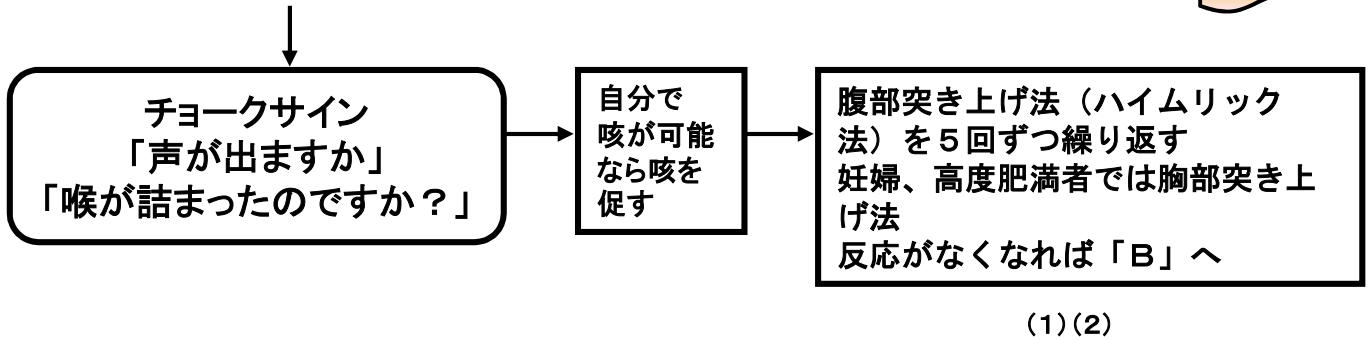 チョークサイン
「声が出ますか」
「喉が詰まったのですか?」
自分で
咳が可能
なら咳を
促す
腹部突き上げ法(ハイムリック
法)を5回ずつ繰り返す
妊婦、高度肥満者では胸部突き上
げ法
反応がなくなれば「B」へ
(1)(2)